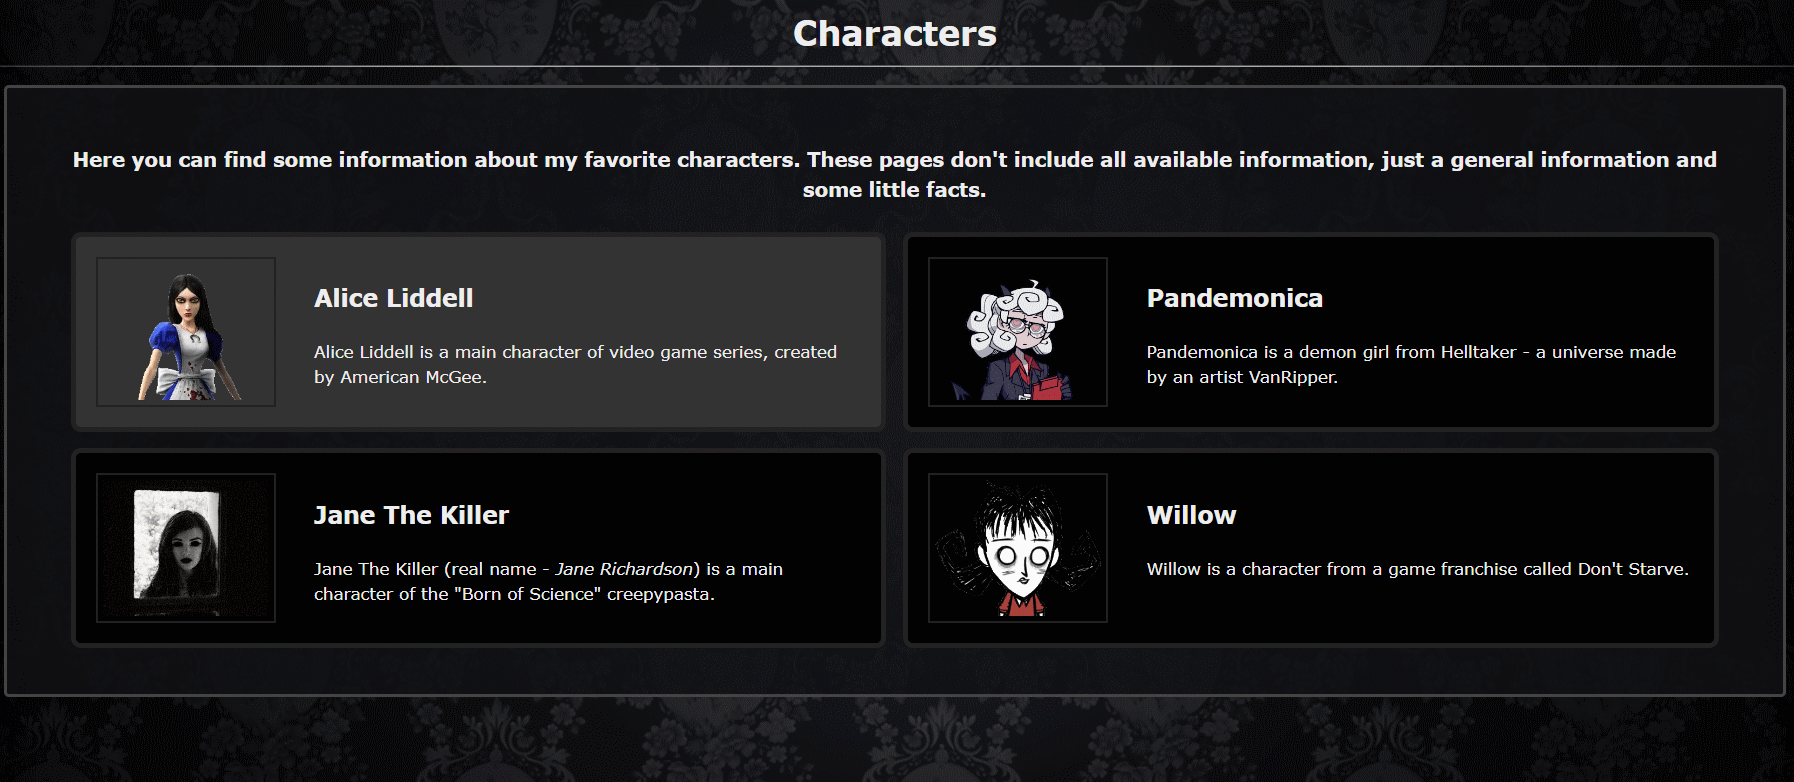 Characters
Here you can find some information about my favorite characters. These pages don't include all available information, just a general information and
some little facts.
Alice Liddell
Alice Liddell is a main character of video game series, created
by American McGee.
Pandemonica
Pandemonica is a demon girl from Helltaker - a universe made
by an artist VanRipper.
Jane The Killer
Jane The Killer (real name - Jane Richardson) is a main
character of the "Born of Science" creepypasta.
Willow
Willow is a character from a game franchise called Don't Starve.